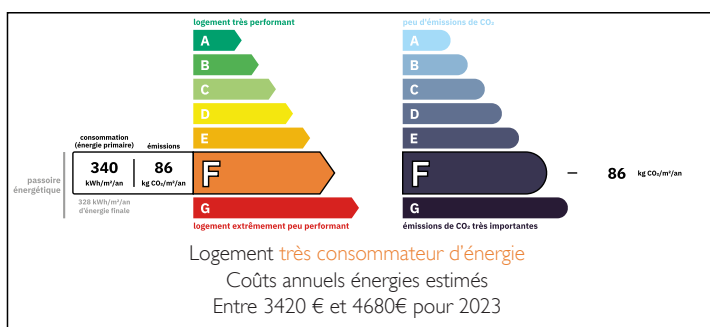 logement très performant
A
B
C
D
E
consommation
(énergie primaire)
émissions
passoire
énergétique
340
kWh/m²/an
86
kg CO₂/m²/an
F
328 kWh/m²/an
d'énergie finale
G
logement extrêmement peu performant
peu d'émissions de CO₂
A
B
C
D
E
F
86 kg CO₂/m²/an
G
émissions de CO₂ très importantes
Logement très consommateur d'énergie
Coûts annuels énergies estimés
Entre 3420 € et 4680€ pour 2023